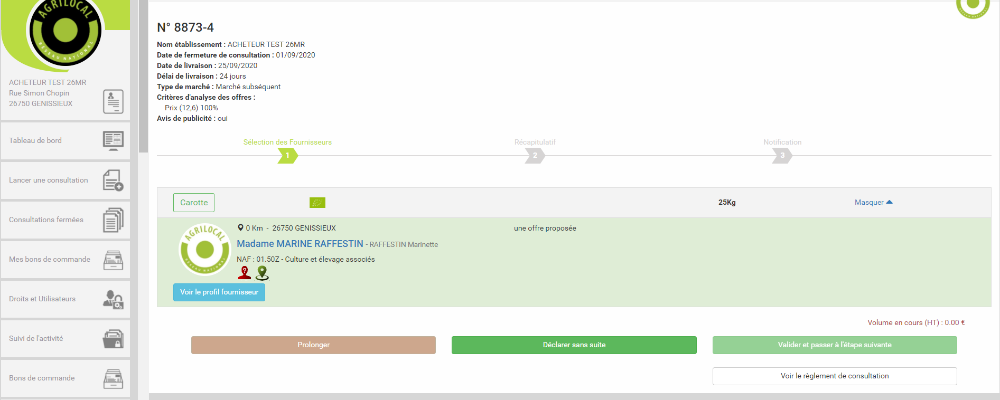 AGRILOCAL
RÉSEAU NATIONAL
ACHETEUR TEST 26MR
Rue Simon Chopin
26750 GENISSIEUX
Tableau de bord
Lancer une consultation
Consultations fermées
Mes bons de commande
Droits et Utilisateurs
Suivi de l'activité
Bons de commande
RÉSEAU NATIONAL
N° 8873-4
Nom établissement : ACHETEUR TEST 26MR
Date de fermeture de consultation : 01/09/2020
Date de livraison : 25/09/2020
Délai de livraison : 24 jours
Type de marché : Marché subséquent
Critères d'analyse des offres :
Prix (12,6) 100%
Avis de publicité : oui
Sélection des Fournisseurs
1
Récapitulatif
2
Notification
3
Carotte
25Kg
Masquer
AGRILOCAL
RÉSEAU NATIONAL
0 Km - 26750 GENISSIEUX
une offre proposée
Madame MARINE RAFFESTIN - RAFFESTIN Marinette
NAF : 01.50Z - Culture et élevage associés
?
Voir le profil fournisseur
Volume en cours (HT) : 0.00 €
Prolonger
Déclarer sans suite
Valider et passer à l'étape suivante
Voir le règlement de consultation